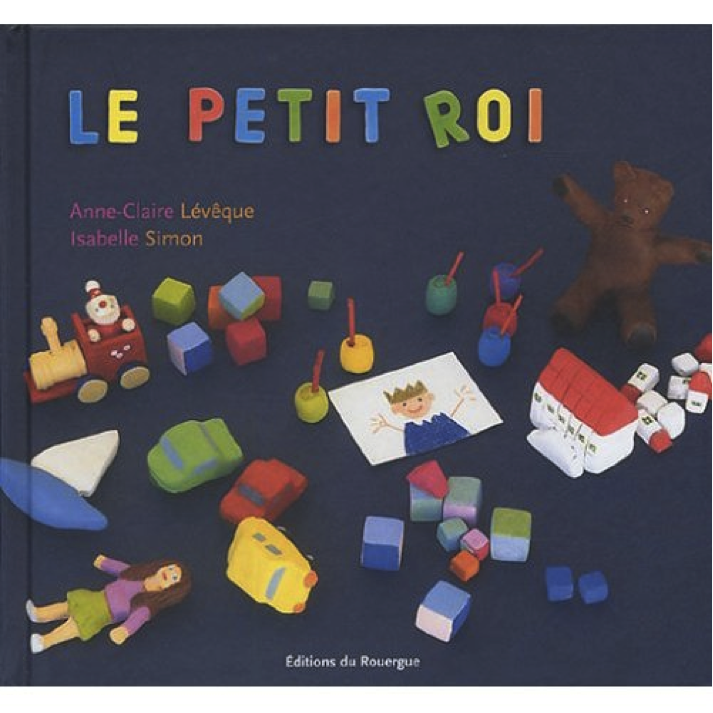 LE PETIT ROI
Anne-Claire Lévêque
Isabelle Simon
Éditions du Rouergue